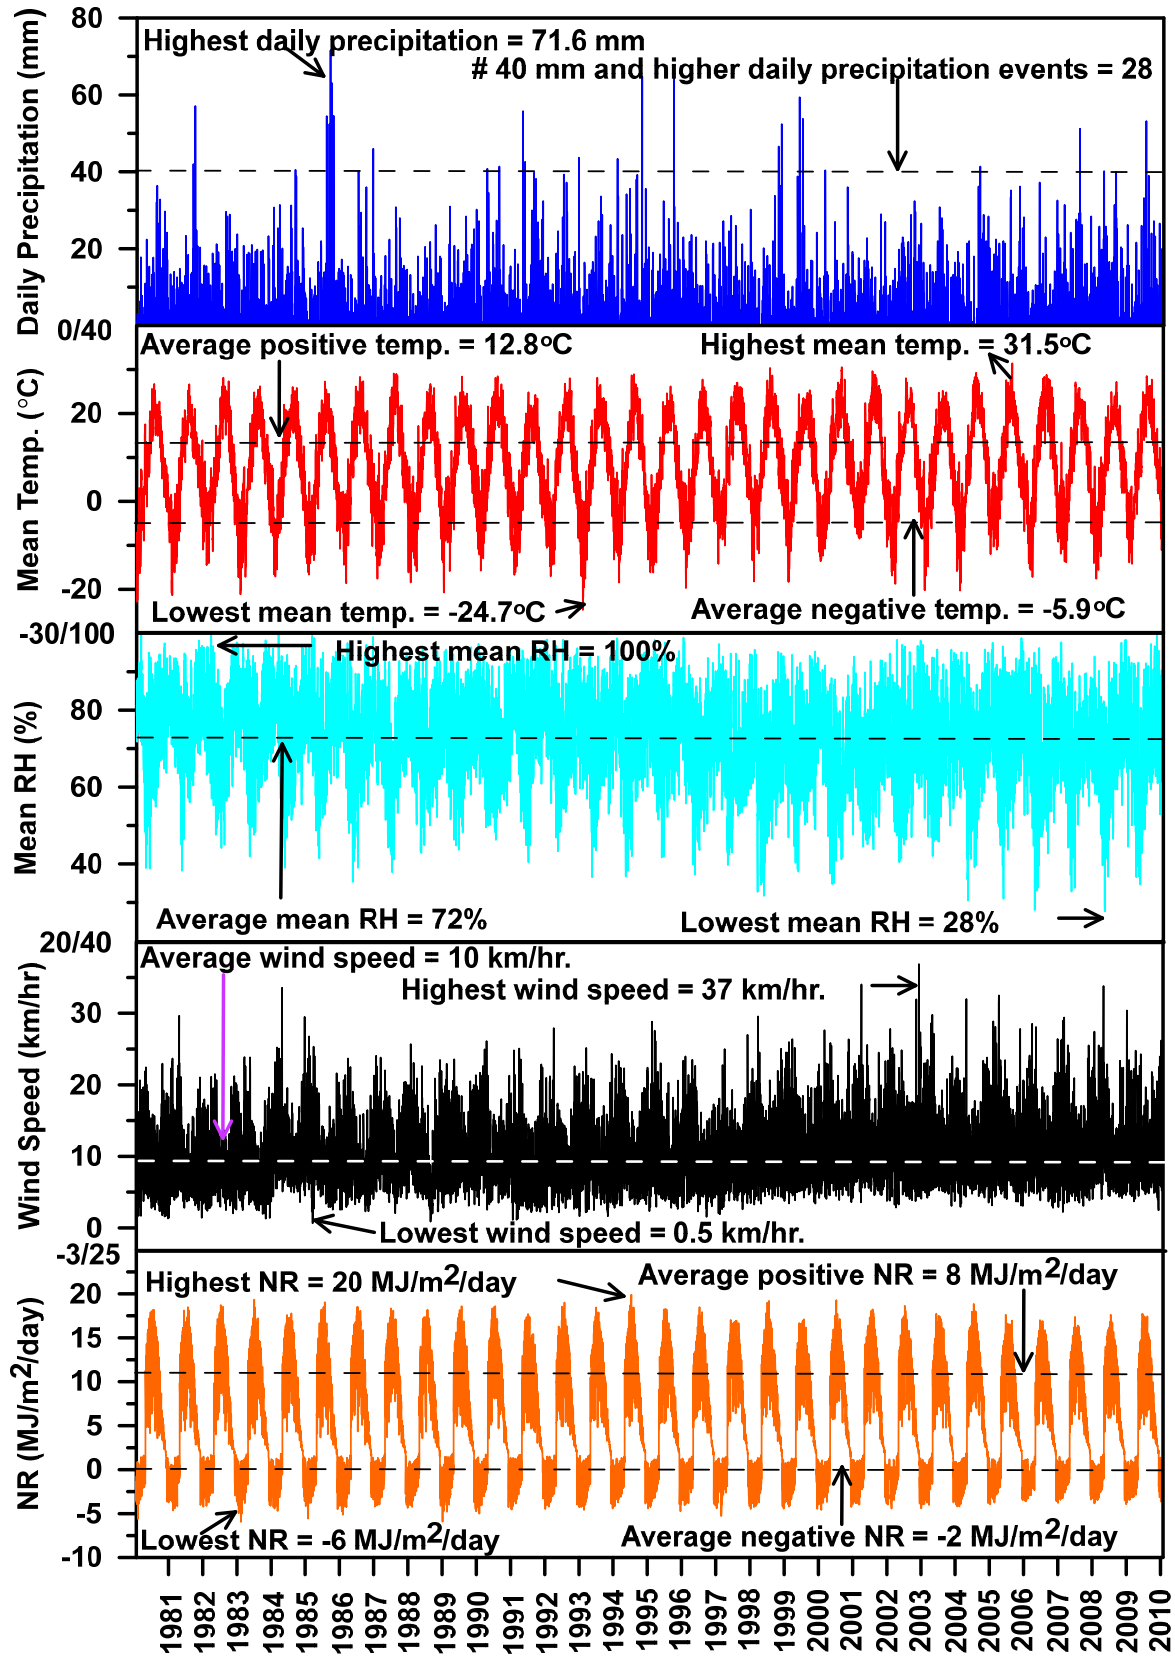 80
Highest daily precipitation = 71.6 mm
# 40 mm and higher daily precipitation events = 28
60
40
20
0/40
Daily Precipitation (mm)
Average positive temp. = 12.8°C
Highest mean temp. = 31.5°C
20
0
-20
Mean Temp. (°C)
Lowest mean temp. = -24.7°C
Average negative temp. = -5.9°C
-30/100
Highest mean RH = 100%
80
60
40
Mean RH (%)
Average mean RH = 72%
Lowest mean RH = 28%
20/40
Average wind speed = 10 km/hr.
Highest wind speed = 37 km/hr.
30
20
10
0
Wind Speed (km/hr)
Lowest wind speed = 0.5 km/hr.
-3/25
Highest NR = 20 MJ/m²/day
Average positive NR = 8 MJ/m²/day
20
15
10
5
0
-5
-10
NR (MJ/m²/day)
Lowest NR = -6 MJ/m²/day
Average negative NR = -2 MJ/m²/day
1981
1982
1983
1984
1985
1986
1987
1988
1989
1990
1991
1992
1993
1994
1995
1996
1997
1998
1999
2000
2001
2002
2003
2004
2005
2006
2007
2008
2009
2010